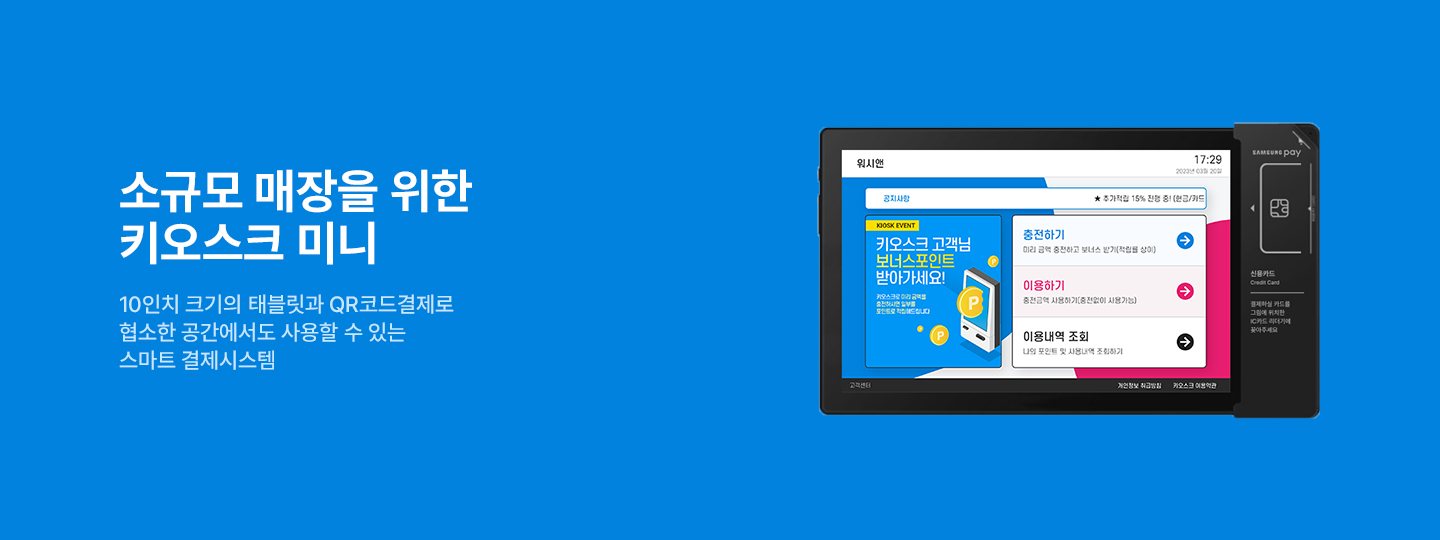 소규모 매장을 위한
키오스크 미니
10인치 크기의 태블릿과 QR코드결제로
협소한 공간에서도 사용할 수 있는
스마트 결제시스템
워시앤
17:29
2023년 03월 20일
공지사항
★ 추가적립 15% 진행 중! (현금/카드
KIOSK EVENT
키오스크 고객님
보너스포인트
받아가세요!
키오스크로 미리 금액을
충전하시면 일부를
포인트로 적립해드립니다
P
P
P
P
충전하기
미리 금액 충전하고 보너스 받기(적립률 상이)
이용하기
충전금액 사용하기(충전없이 사용가능)
이용내역 조회
나의 포인트 및 사용내역 조회하기
고객센터
개인정보 취급방침
키오스크 이용약관
SAMSUNG pay
신용카드
Credit Card
결제하실 카드를
그림에 위치한
IC카드 리더기에
꽂아주세요